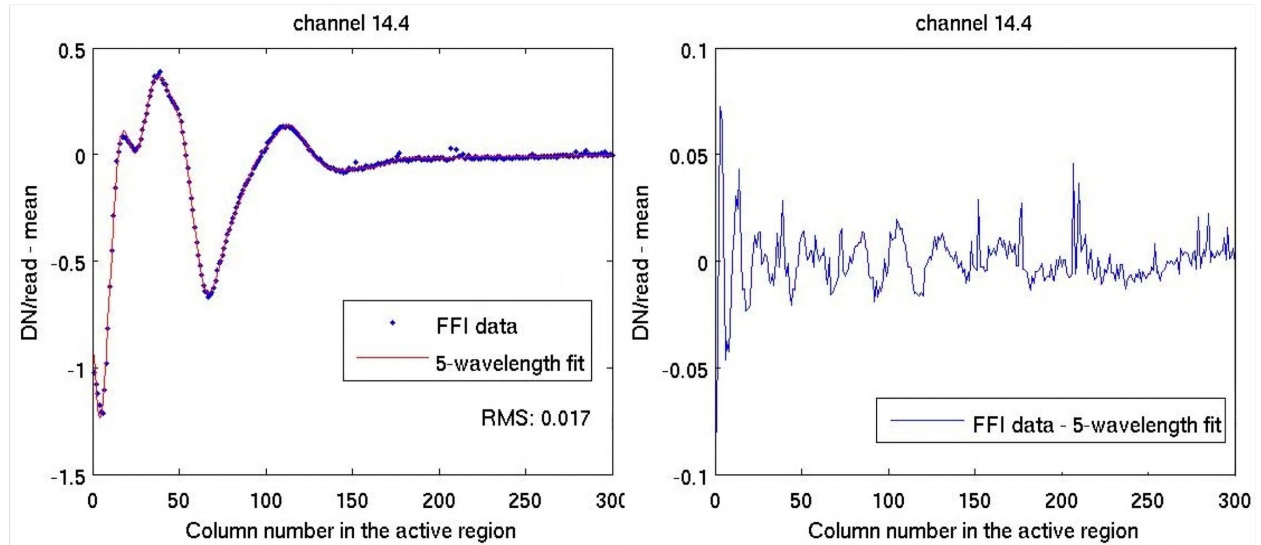 channel 14.4
0.5
0
-0.5
-1
-1.5
DN/read - mean
FFI data
5-wavelength fit
RMS: 0.017
0 50 100 150 200 250 300
Column number in the active region
channel 14.4
0.1
0.05
0
-0.05
-0.1
DN/read - mean
FFI data - 5-wavelength fit
0 50 100 150 200 250 300
Column number in the active region